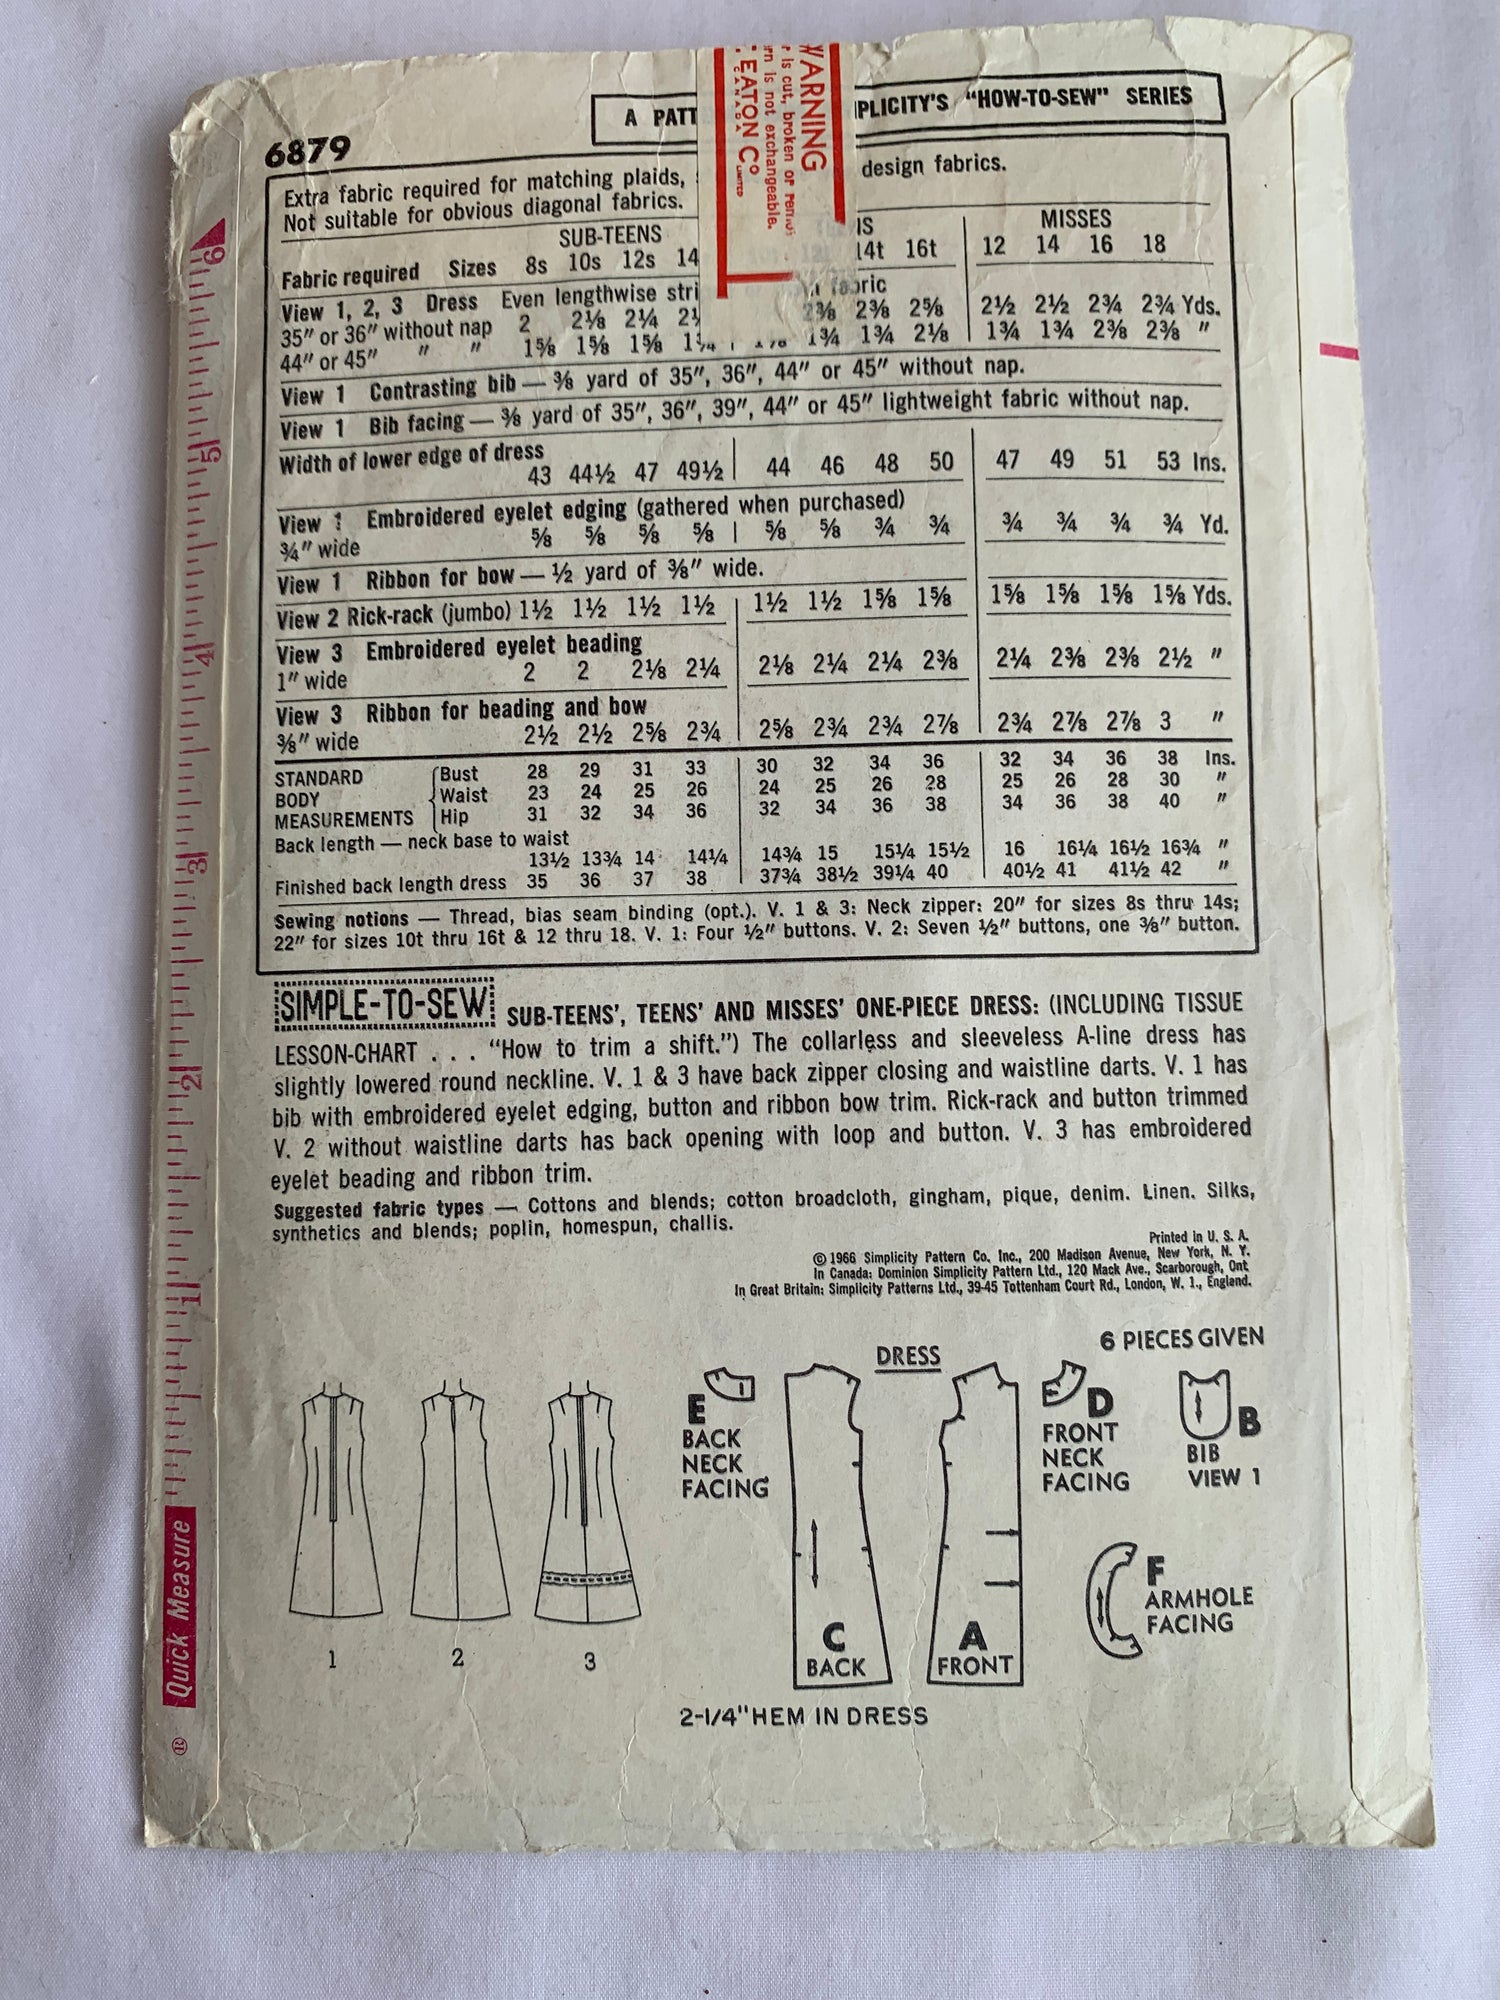 6879
A PATT
PLICITY'S "HOW-TO-SEW" SERIES
WARNING
is cut, broken or
rn is not exchangeable.
EATON Co
LIMITED
CANADA
Extra fabric required for matching plaids,
design fabrics.
Not suitable for obvious diagonal fabrics.
SUB-TEENS
MISSES
Fabric required Sizes 8s 10s 12s 14 14t 16t 12 14 16 18
View 1, 2, 3 Dress Even lengthwise stri
35″ or 36″ without nap 2 2⅛ 2¼ 2⅜ 2⅜ 2⅝ 2½ 2½ 2¾ 2¾ Yds.
44″ or 45″ ″ ″ 1⅝ 1⅝ 1⅝ 1¾ 1¾ 2⅛ 1¾ 1¾ 2⅜ 2⅜ ″
View 1 Contrasting bib — ⅜ yard of 35″, 36″, 44″ or 45″ without nap.
View 1 Bib facing — ⅜ yard of 35″, 36″, 39″, 44″ or 45″ lightweight fabric without nap.
Width of lower edge of dress
43 44½ 47 49½ 44 46 48 50 47 49 51 53 Ins.
View 1 Embroidered eyelet edging (gathered when purchased)
¾″ wide ⅝ ⅝ ⅝ ⅝ ⅝ ⅝ ¾ ¾ ¾ ¾ ¾ ¾ Yd.
View 1 Ribbon for bow — ½ yard of ⅜″ wide.
View 2 Rick-rack (jumbo) 1½ 1½ 1½ 1½ 1½ 1½ 1⅝ 1⅝ 1⅝ 1⅝ 1⅝ 1⅝ Yds.
View 3 Embroidered eyelet beading
1″ wide 2 2 2⅛ 2¼ 2⅛ 2¼ 2¼ 2⅜ 2¼ 2⅜ 2⅜ 2½ ″
View 3 Ribbon for beading and bow
⅜″ wide 2½ 2½ 2⅝ 2¾ 2⅝ 2¾ 2¾ 2⅞ 2¾ 2⅞ 2⅞ 3 ″
STANDARD BODY MEASUREMENTS
Bust 28 29 31 33 30 32 34 36 32 34 36 38 Ins.
Waist 23 24 25 26 24 25 26 28 25 26 28 30 ″
Hip 31 32 34 36 32 34 36 38 34 36 38 40 ″
Back length — neck base to waist
13½ 13¾ 14 14¼ 14¾ 15 15¼ 15½ 16 16¼ 16½ 16¾ ″
Finished back length dress 35 36 37 38 37¾ 38½ 39¼ 40 40½ 41 41½ 42 ″
Sewing notions — Thread, bias seam binding (opt.). V. 1 & 3: Neck zipper: 20″ for sizes 8s thru 14s;
22″ for sizes 10t thru 16t & 12 thru 18. V. 1: Four ½″ buttons. V. 2: Seven ½″ buttons, one ⅜″ button.
SIMPLE-TO-SEW SUB-TEENS', TEENS' AND MISSES' ONE-PIECE DRESS: (INCLUDING TISSUE
LESSON-CHART . . . "How to trim a shift.") The collarless and sleeveless A-line dress has
slightly lowered round neckline. V. 1 & 3 have back zipper closing and waistline darts. V. 1 has
bib with embroidered eyelet edging, button and ribbon bow trim. Rick-rack and button trimmed
V. 2 without waistline darts has back opening with loop and button. V. 3 has embroidered
eyelet beading and ribbon trim.
Suggested fabric types — Cottons and blends; cotton broadcloth, gingham, pique, denim. Linen. Silks,
synthetics and blends; poplin, homespun, challis.
Printed in U. S. A.
© 1966 Simplicity Pattern Co. Inc., 200 Madison Avenue, New York, N. Y.
In Canada: Dominion Simplicity Pattern Ltd., 120 Mack Ave., Scarborough, Ont
In Great Britain: Simplicity Patterns Ltd., 39-45 Tottenham Court Rd., London, W. 1., England.
6 PIECES GIVEN
DRESS
E
BACK
NECK
FACING
C
BACK
A
FRONT
D
FRONT
NECK
FACING
B
BIB
VIEW 1
F
ARMHOLE
FACING
1 2 3
2-1/4" HEM IN DRESS
6
5
4
3
2
1
Quick Measure
®